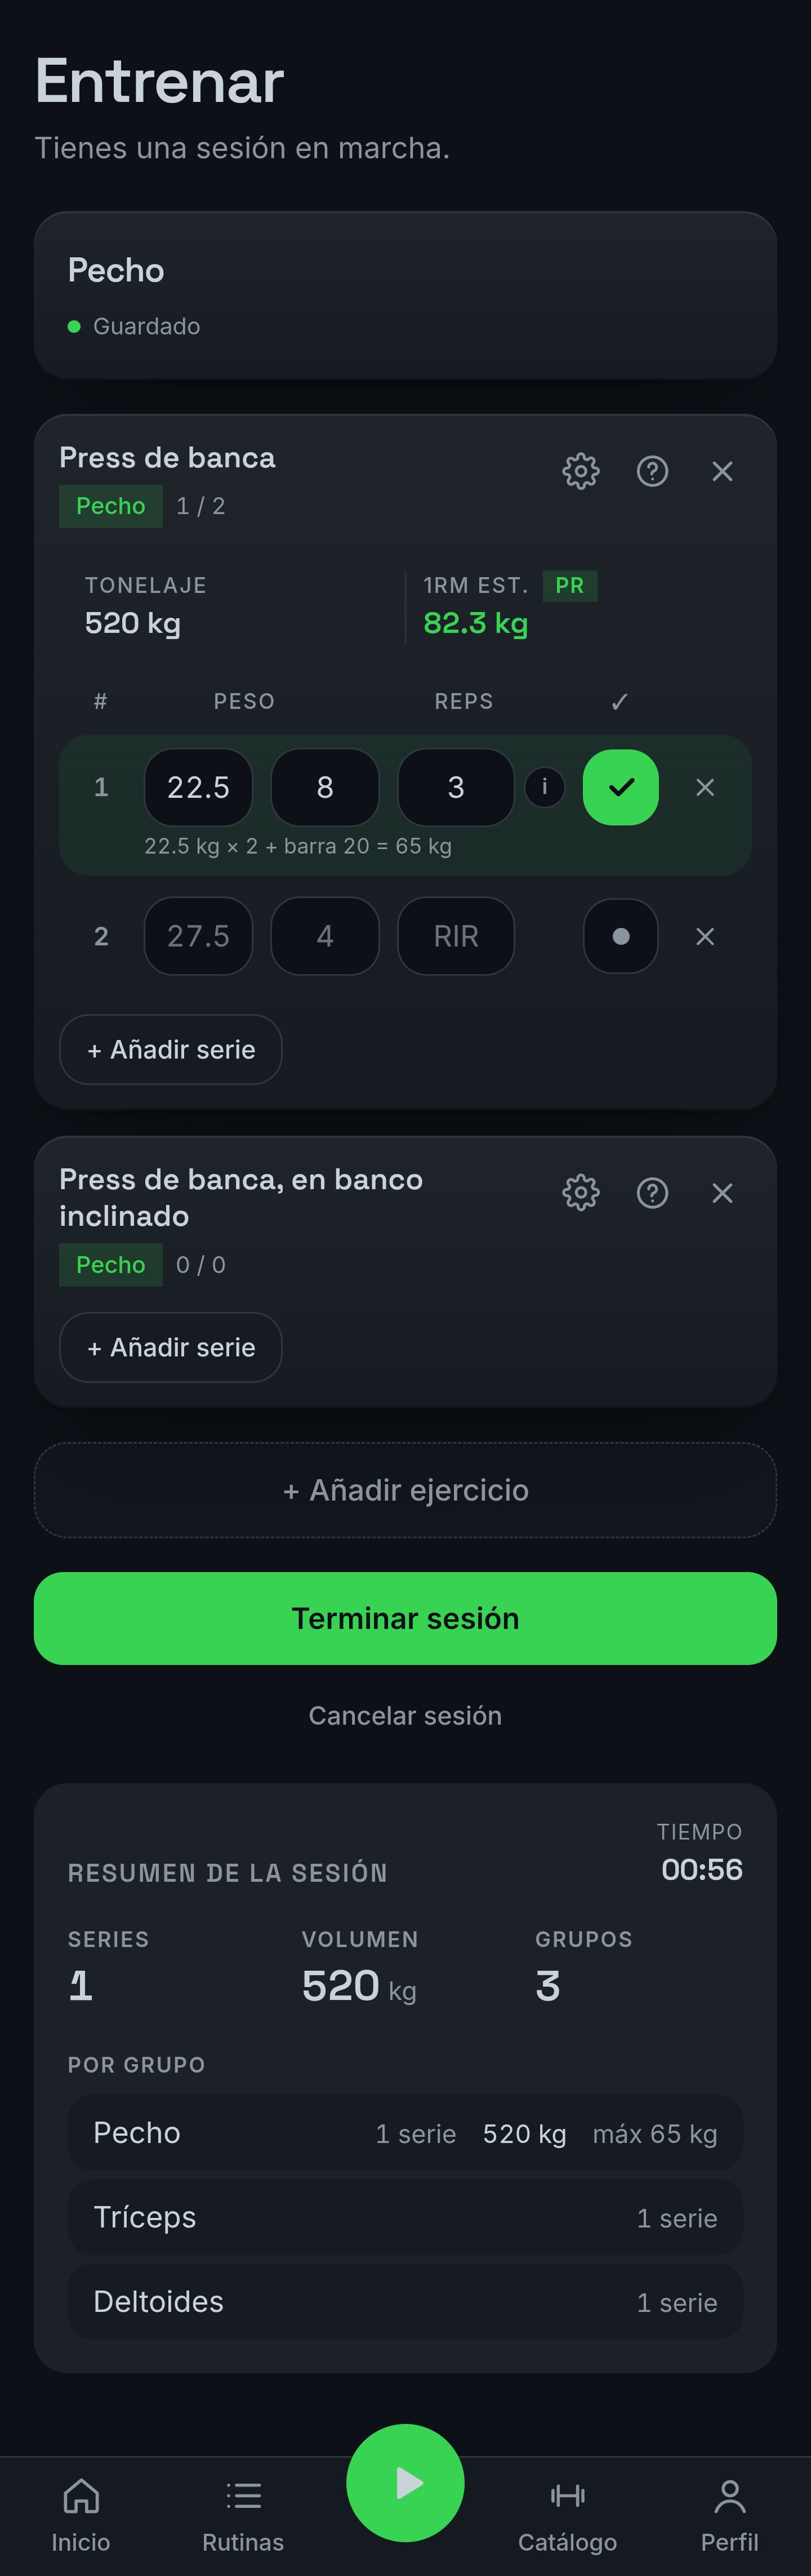 Entrenar
Tienes una sesión en marcha.
Pecho
Guardado
Press de banca
Pecho 1 / 2
TONELAJE 1RM EST. PR
520 kg 82.3 kg
# PESO REPS ✓
1 22.5 8 3 i
22.5 kg × 2 + barra 20 = 65 kg
2 27.5 4 RIR
+ Añadir serie
Press de banca, en banco
inclinado
Pecho 0 / 0
+ Añadir serie
+ Añadir ejercicio
Terminar sesión
Cancelar sesión
TIEMPO
RESUMEN DE LA SESIÓN 00:56
SERIES VOLUMEN GRUPOS
1 520 kg 3
POR GRUPO
Pecho 1 serie 520 kg máx 65 kg
Tríceps 1 serie
Deltoides 1 serie
Inicio Rutinas Catálogo Perfil